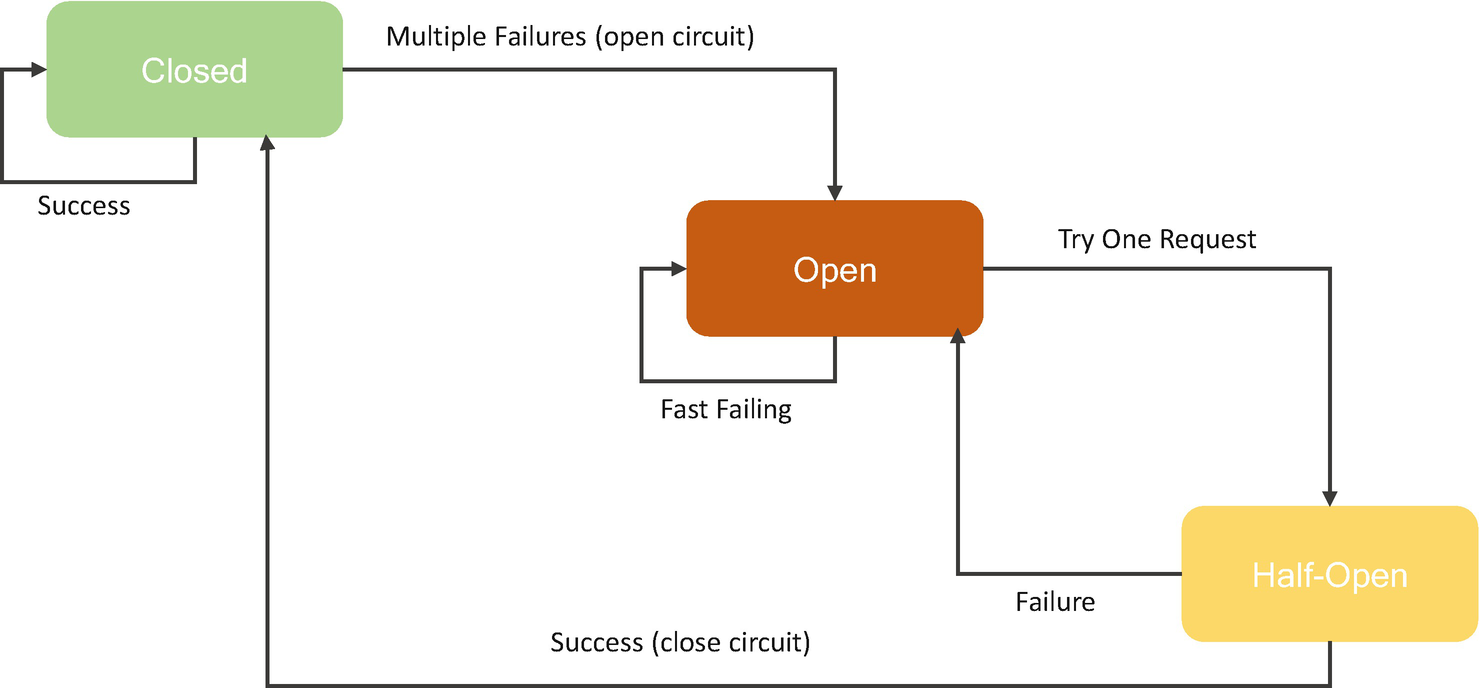 Multiple Failures (open circuit)
Closed
Success
Try One Request
Open
Fast Failing
Half-Open
Failure
Success (close circuit)